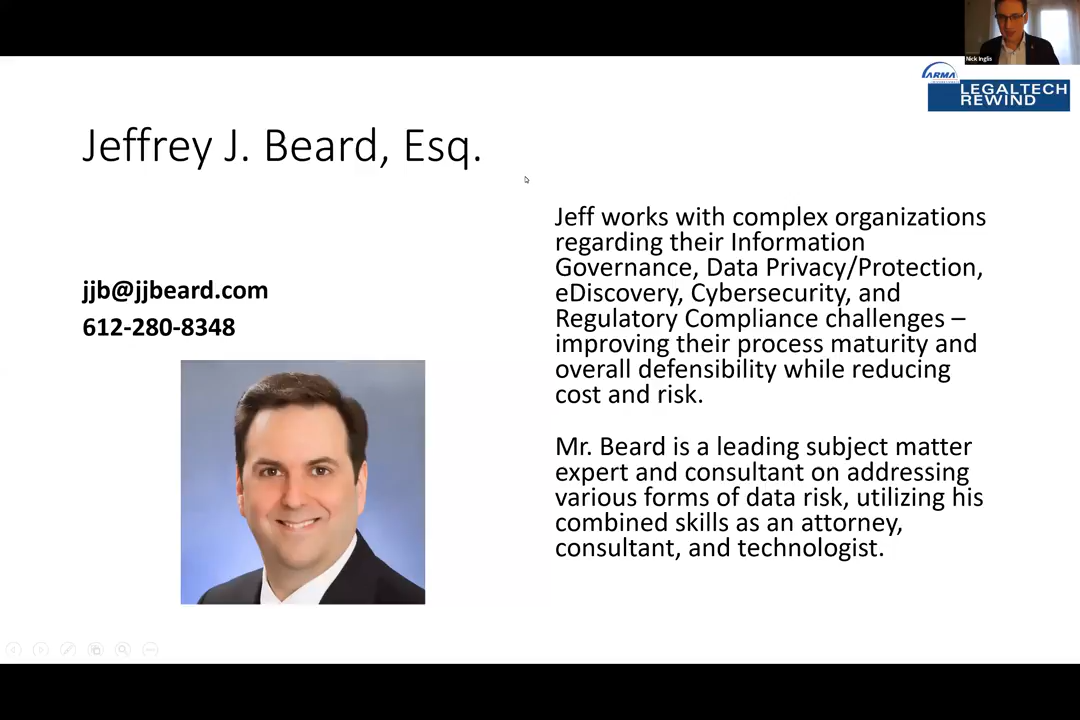 Nick Inglis
ARMA
LEGALTECH
REWIND
Jeffrey J. Beard, Esq.
jjb@jjbeard.com
612-280-8348
Jeff works with complex organizations
regarding their Information
Governance, Data Privacy/Protection,
eDiscovery, Cybersecurity, and
Regulatory Compliance challenges –
improving their process maturity and
overall defensibility while reducing
cost and risk.
Mr. Beard is a leading subject matter
expert and consultant on addressing
various forms of data risk, utilizing his
combined skills as an attorney,
consultant, and technologist.